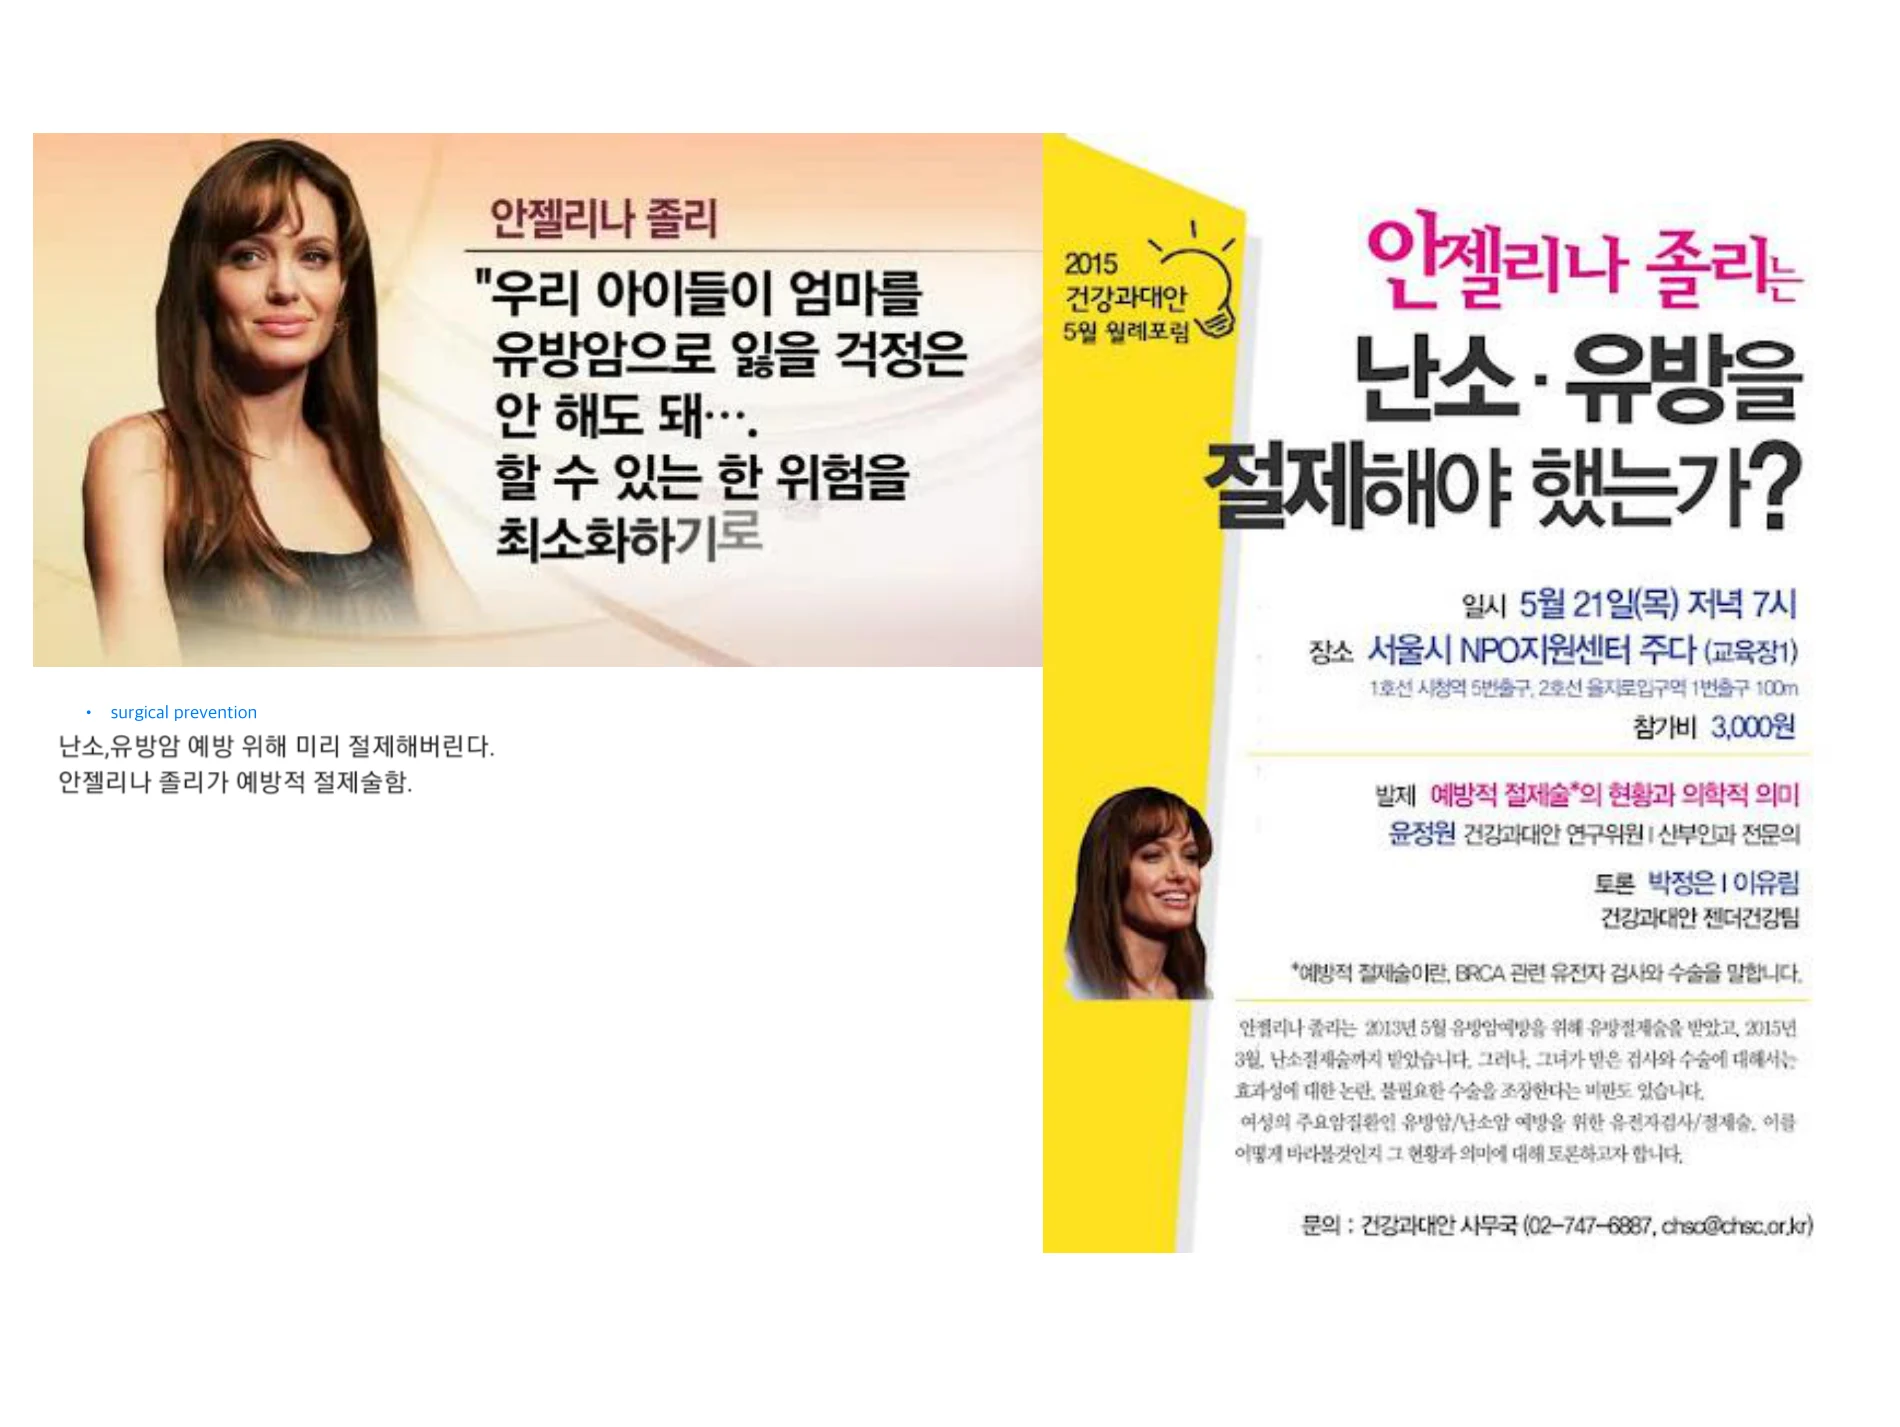 안젤리나 졸리
"우리 아이들이 엄마를
유방암으로 잃을 걱정은
안 해도 돼….
할 수 있는 한 위험을
최소화하기로
• surgical prevention
난소,유방암 예방 위해 미리 절제해버린다.
안젤리나 졸리가 예방적 절제술함.
2015
건강과대안
5월 월례포럼
안젤리나 졸리는
난소·유방을
절제해야 했는가?
일시 5월 21일(목) 저녁 7시
장소 서울시 NPO지원센터 주다 (교육장1)
1호선 시청역 5번출구, 2호선 을지로입구역 1번출구 100m
참가비 3,000원
발제 예방적 절제술*의 현황과 의학적 의미
윤정원 건강과대안 연구위원 I 산부인과 전문의
토론 박정은 I 이유림
건강과대안 젠더건강팀
*예방적 절제술이란, BRCA 관련 유전자 검사와 수술을 말합니다.
안젤리나 졸리는 2013년 5월 유방암예방을 위해 유방절제술을 받았고, 2015년
3월, 난소절제술까지 받았습니다. 그러나, 그녀가 받은 검사와 수술에 대해서는
효과성에 대한 논란, 불필요한 수술을 조장한다는 비판도 있습니다.
여성의 주요암질환인 유방암/난소암 예방을 위한 유전자검사/절제술, 이를
어떻게 바라볼것인지 그 현황과 의미에 대해 토론하고자 합니다.
문의 : 건강과대안 사무국 (02-747-6887, chsc@chsc.or.kr)